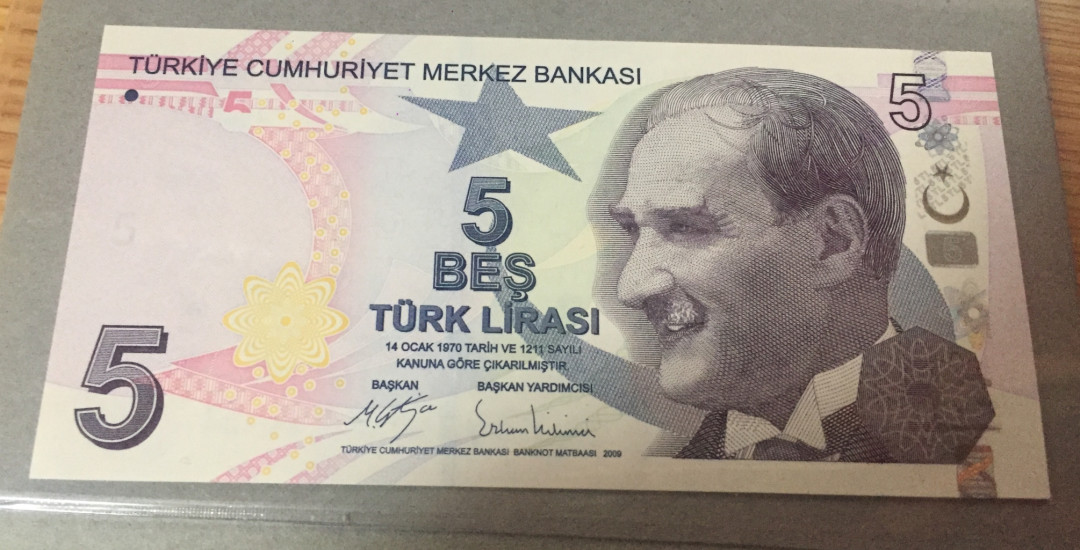 TÜRKİYE CUMHURİYET MERKEZ BANKASI
5
5
5
BEŞ
TÜRK LİRASI
14 OCAK 1970 TARİH VE 1211 SAYILI
KANUNA GÖRE ÇIKARILMIŞTIR.
BAŞKAN BAŞKAN YARDIMCISI
5
TÜRKİYE CUMHURİYET MERKEZ BANKASI BANKNOT MATBAASI 2009